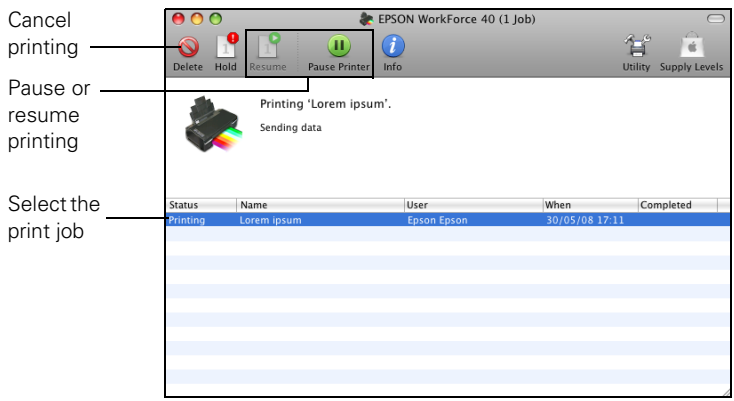 Cancel
printing
Pause or
resume
printing
Select the
print job
EPSON WorkForce 40 (1 Job)
Delete Hold Resume Pause Printer Info Utility Supply Levels
1 1 i
Printing ‘Lorem ipsum’.
Sending data
Status Name User When Completed
Printing Lorem ipsum Epson Epson 30/05/08 17:11